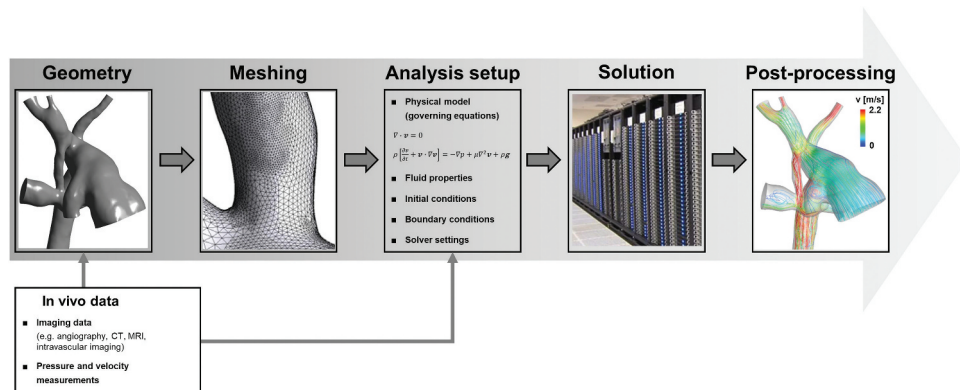 Geometry
Meshing
Analysis setup
Solution
Post-processing
■ Physical model
(governing equations)
∇ · v = 0
ρ [∂v/∂t + v · ∇v] = −∇p + μ∇²v + ρg
■ Fluid properties
■ Initial conditions
■ Boundary conditions
■ Solver settings
v [m/s]
2.2
0
In vivo data
■ Imaging data
(e.g. angiography, CT, MRI,
intravascular imaging)
■ Pressure and velocity
measurements